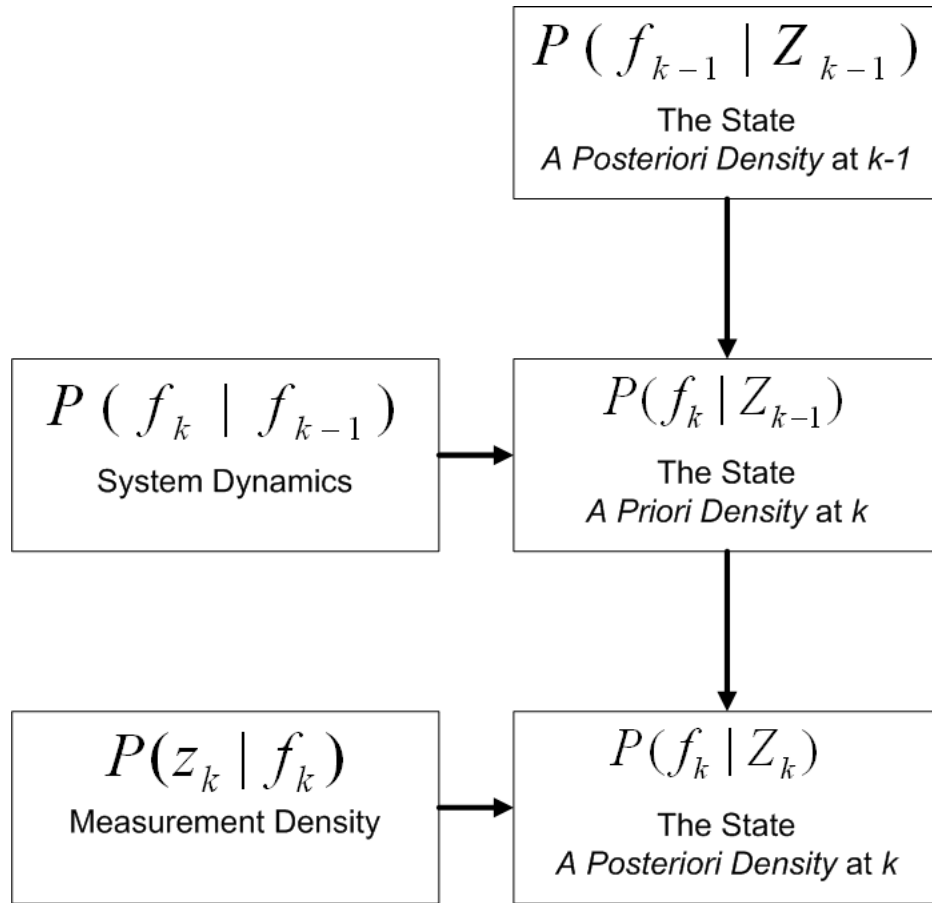 P ( f_{k-1} | Z_{k-1} )
The State
A Posteriori Density at k-1
P ( f_k | f_{k-1} )
System Dynamics
P(f_k | Z_{k-1})
The State
A Priori Density at k
P(z_k | f_k)
Measurement Density
P(f_k | Z_k)
The State
A Posteriori Density at k